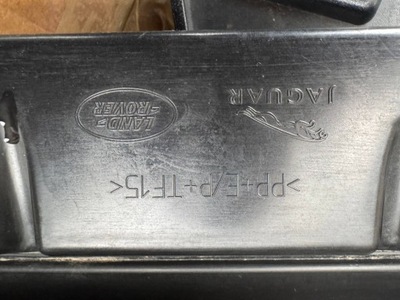 >PP+E/P+TF15<
JAGUAR
LAND-
-ROVER